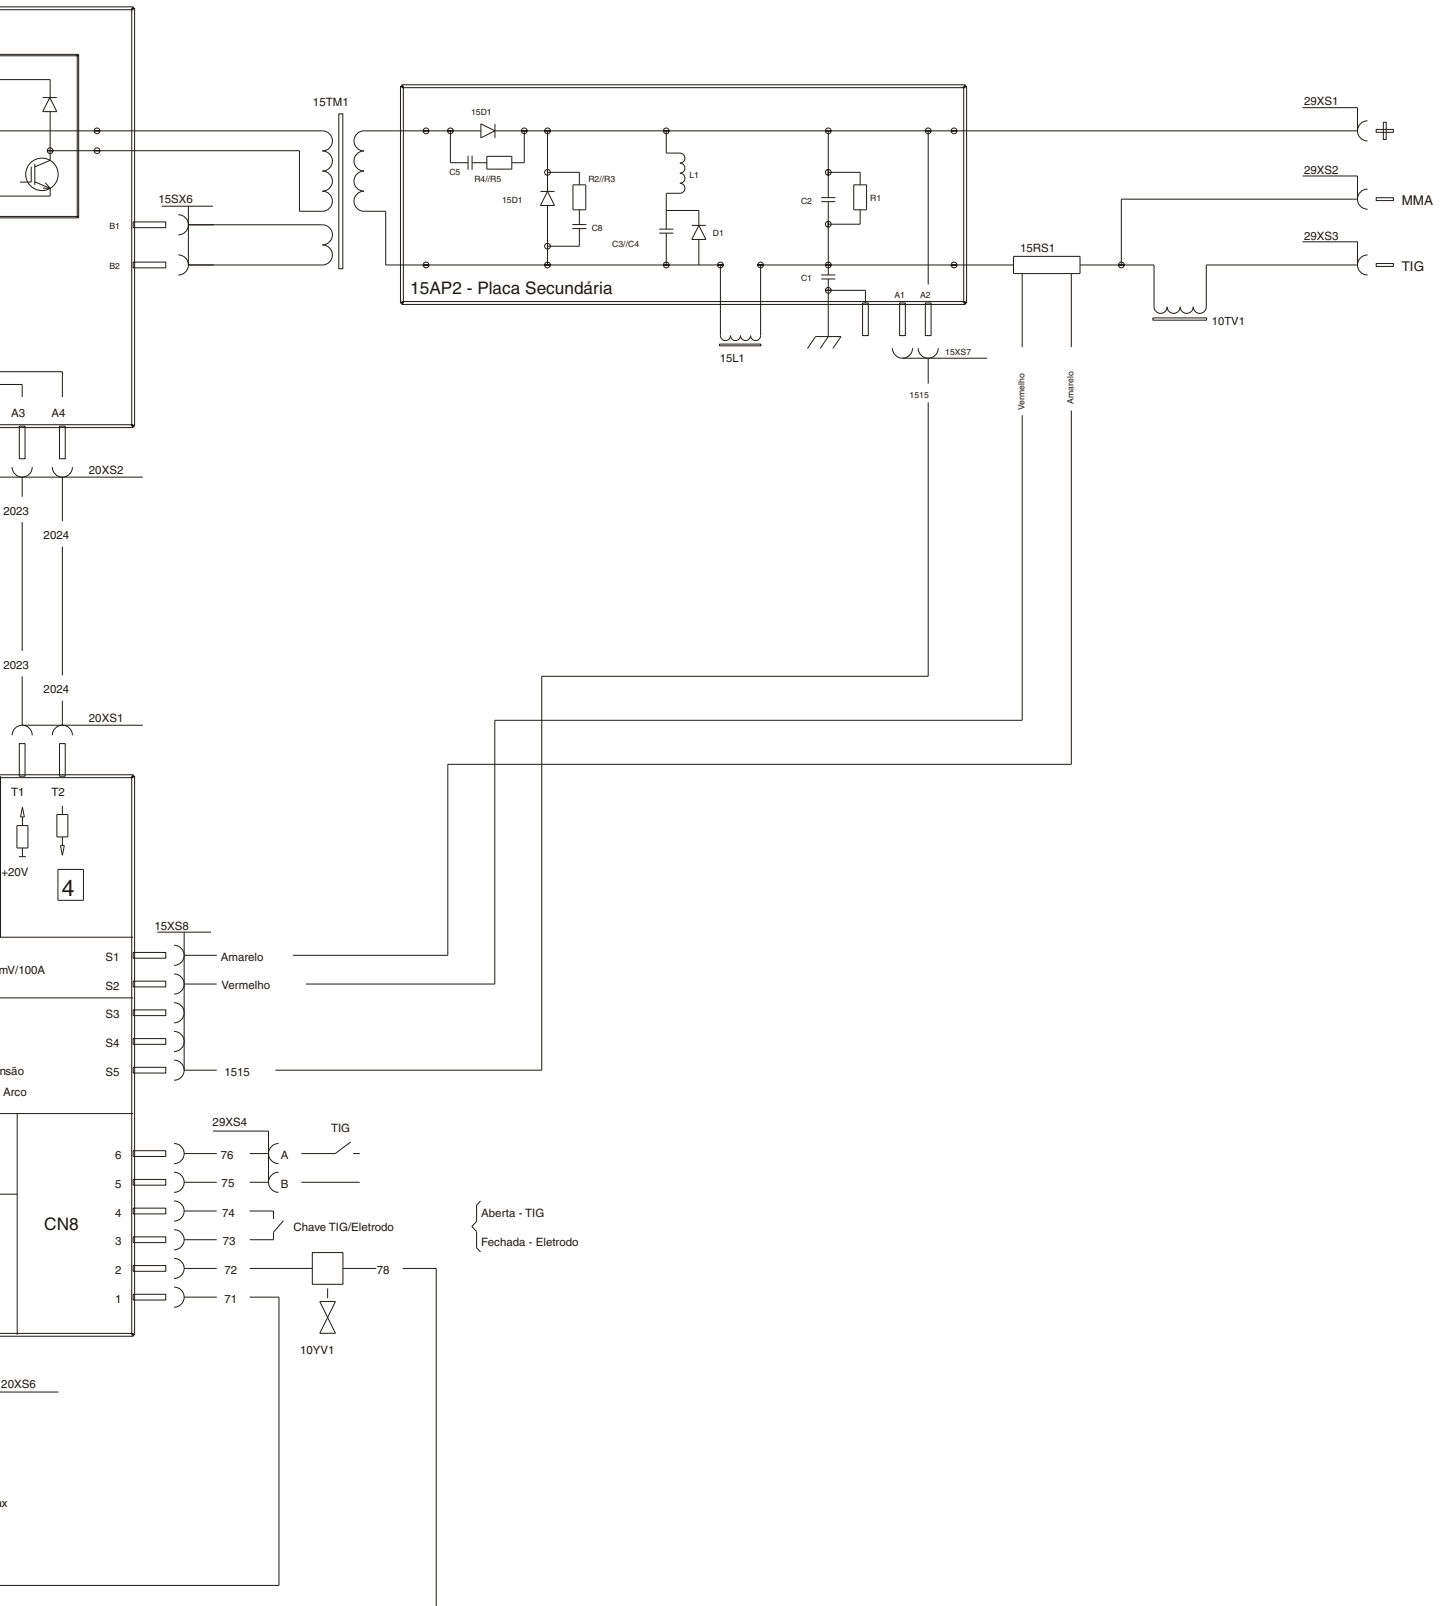 15TM1
29XS1
15D1
C5
R4//R5
R2//R3
L1
29XS2
MMA
15SX6
15D1
C2
R1
B1
C8
C3//C4
D1
29XS3
15RS1
B2
TIG
C1
15AP2 - Placa Secundária
A1
A2
10TV1
15L1
15XS7
Vermelho
Amarelo
1515
A3
A4
20XS2
2023
2024
2023
2024
20XS1
T1
T2
+20V
4
15XS8
S1
Amarelo
mV/100A
S2
Vermelho
S3
S4
nsão
S5
1515
Arco
29XS4
TIG
6
76
A
5
75
B
4
74
Aberta - TIG
CN8
Chave TIG/Eletrodo
3
73
Fechada - Eletrodo
2
72
78
1
71
10YV1
20XS6